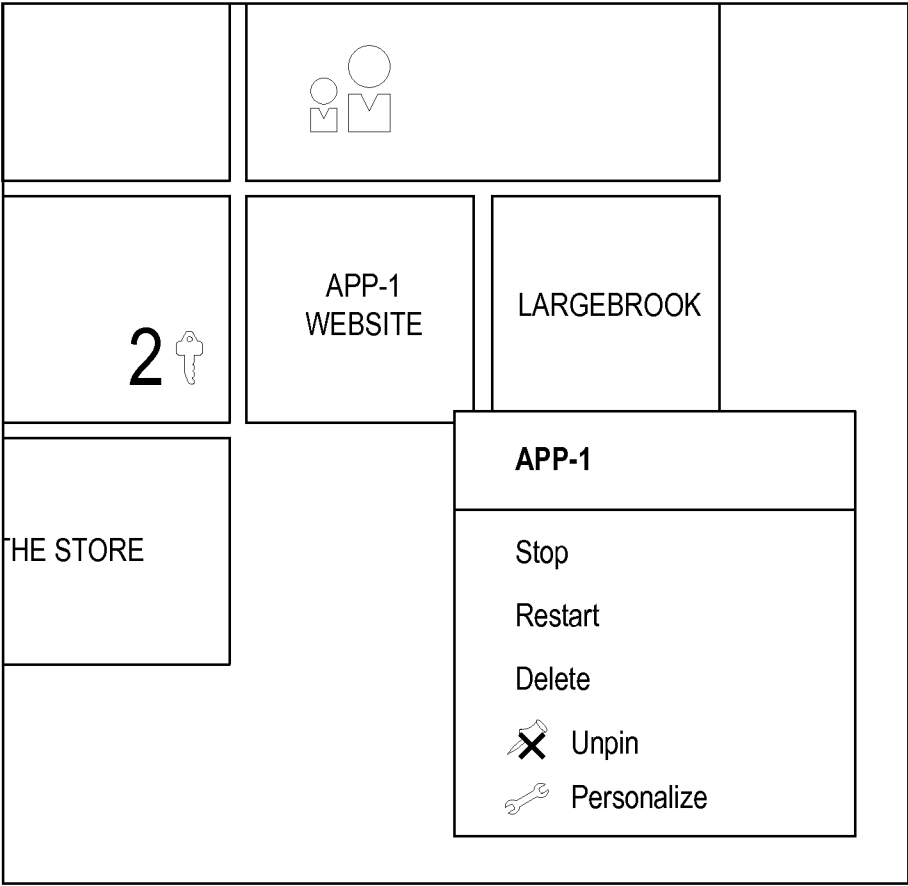 APP-1
WEBSITE
LARGEBROOK
2
THE STORE
APP-1
Stop
Restart
Delete
Unpin
Personalize